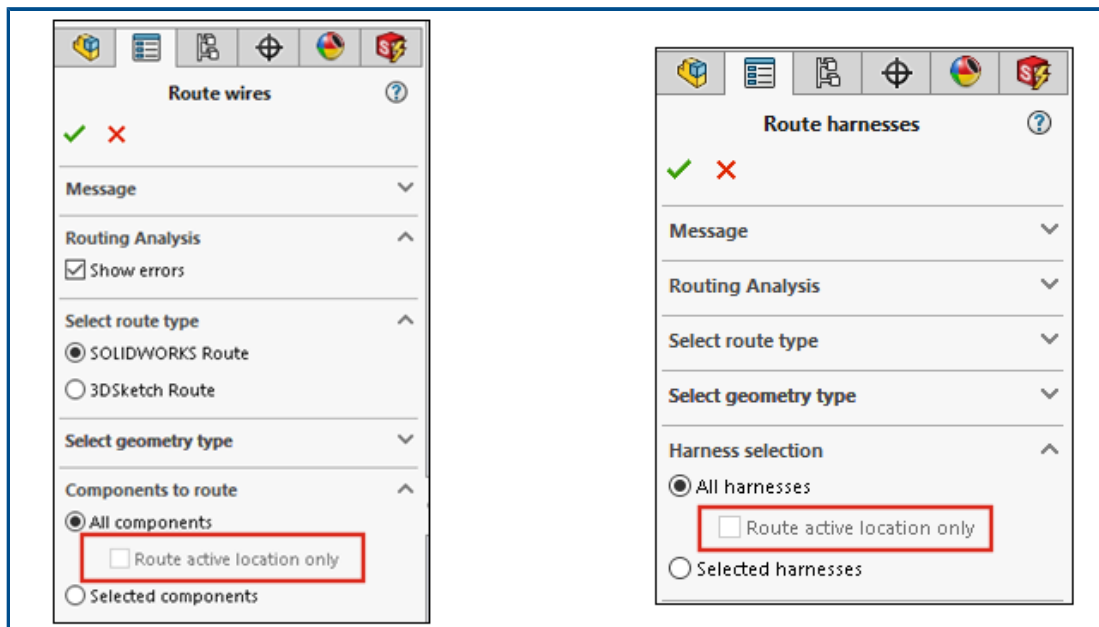 Route wires
Message
Routing Analysis
Show errors
Select route type
SOLIDWORKS Route
3DSketch Route
Select geometry type
Components to route
All components
Route active location only
Selected components
Route harnesses
Message
Routing Analysis
Select route type
Select geometry type
Harness selection
All harnesses
Route active location only
Selected harnesses